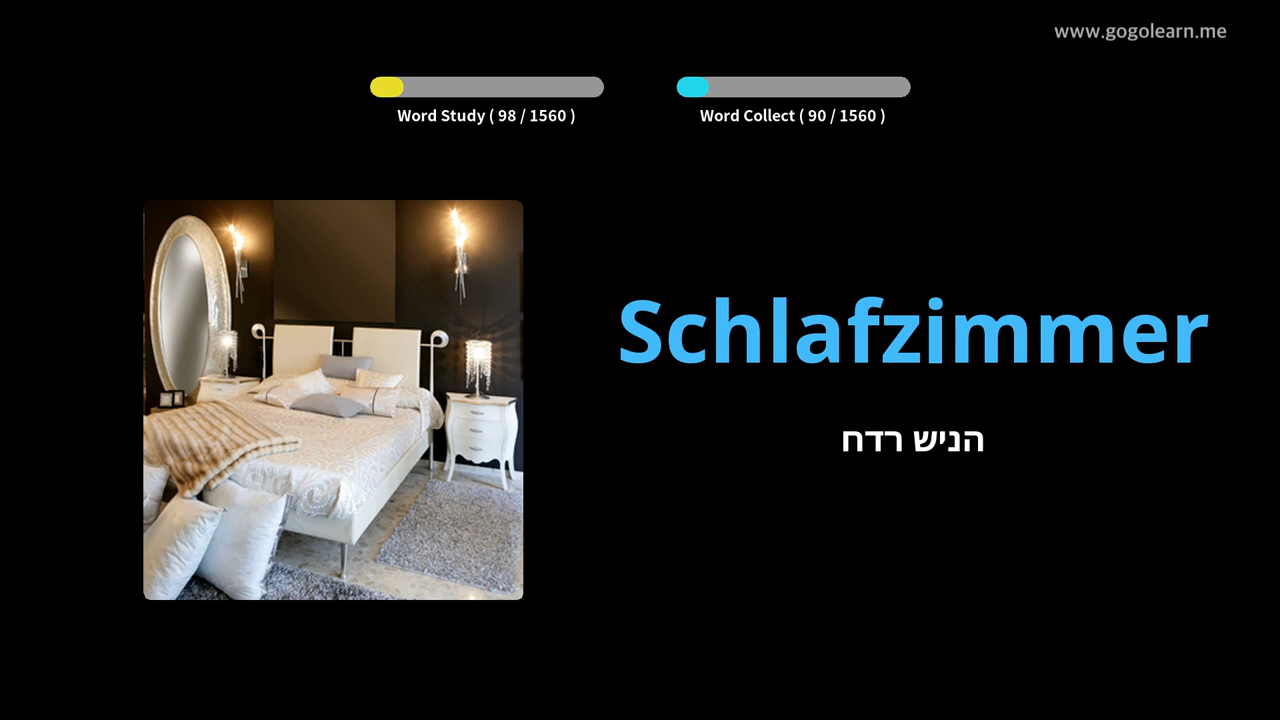 www.gogolearn.me
Word Study ( 98 / 1560 )
Word Collect ( 90 / 1560 )
Schlafzimmer
הניש רדח